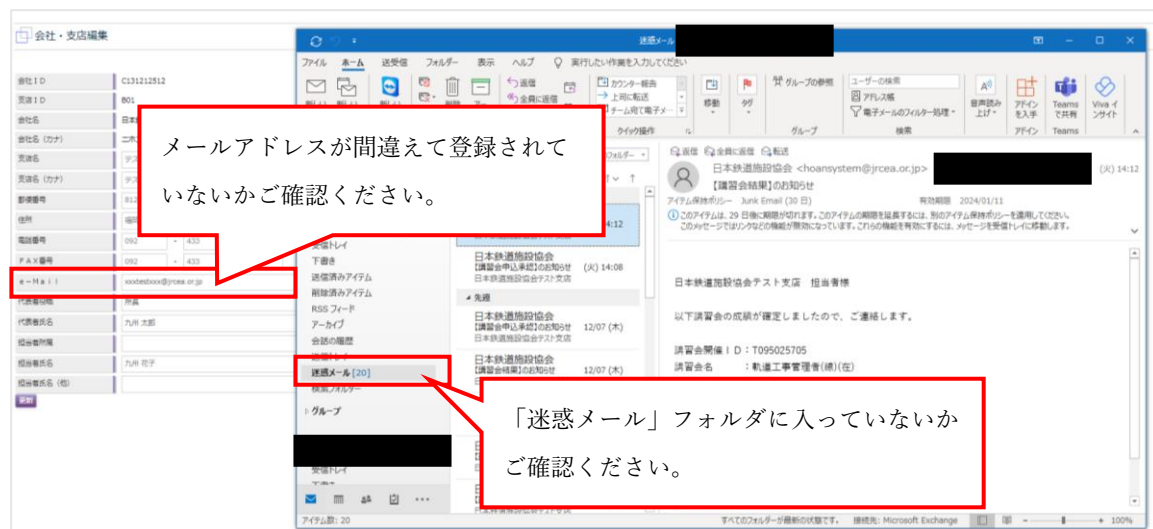 会社・支店編集
会社ＩＤ
C131212512
支店ＩＤ
B01
会社名
会社名（カナ）
支店名
支店名（カナ）
郵便番号
812
住所
電話番号
092 - 433
ＦＡＸ番号
092 - 433
ｅ－Ｍａｉｌ
xxxtestxxx@jrcea.or.jp
代表者役職
所長
代表者氏名
九州 太郎
担当者所属
担当者氏名
九州 花子
担当者氏名（他）
更新
メールアドレスが間違えて登録されて
いないかご確認ください。
迷惑メール
ファイル ホーム 送受信 フォルダー 表示 ヘルプ 実行したい作業を入力してください
返信
全員に返信
カウンター報告
上司に転送
チーム宛て電子メ…
クイック操作
移動
タグ
グループの参照
グループ
ユーザーの検索
アドレス帳
電子メールのフィルター処理
検索
音声読み
上げ
アドイン
を入手
アドイン
Teams
で共有
Teams
Viva イ
ンサイト
受信トレイ
下書き
送信済みアイテム
削除済みアイテム
RSS フィード
アーカイブ
会話の履歴
送信トレイ
迷惑メール [20]
検索フォルダー
グループ
受信トレイ
14:12
日本鉄道施設協会テスト支店
日本鉄道施設協会
【講習会申込承認】のお知らせ (火) 14:08
日本鉄道施設協会テスト支店
先週
日本鉄道施設協会
【講習会申込承認】のお知らせ 12/07 (木)
日本鉄道施設協会テスト支店
日本鉄道施設協会
【講習会結果】のお知らせ 12/07 (木)
返信 全員に返信 転送
日本鉄道施設協会 <hoansystem@jrcea.or.jp>
(火) 14:12
【講習会結果】のお知らせ
アイテム保持ポリシー Junk Email (30 日) 有効期限 2024/01/11
このアイテムは、29 日後に期限が切れます。このアイテムの期限を延長するには、別のアイテム保持ポリシーを適用してください。
このメッセージではリンクなどの機能が無効になっています。これらの機能を有効にするには、メッセージを受信トレイに移動します。
日本鉄道施設協会テスト支店 担当者様
以下講習会の成績が確定しましたので、ご連絡します。
講習会開催ＩＤ：T095025705
講習会名 ：軌道工事管理者(線)(在)
「迷惑メール」フォルダに入っていないか
ご確認ください。
アイテム数: 20
すべてのフォルダーが最新の状態です。 接続先: Microsoft Exchange
100%